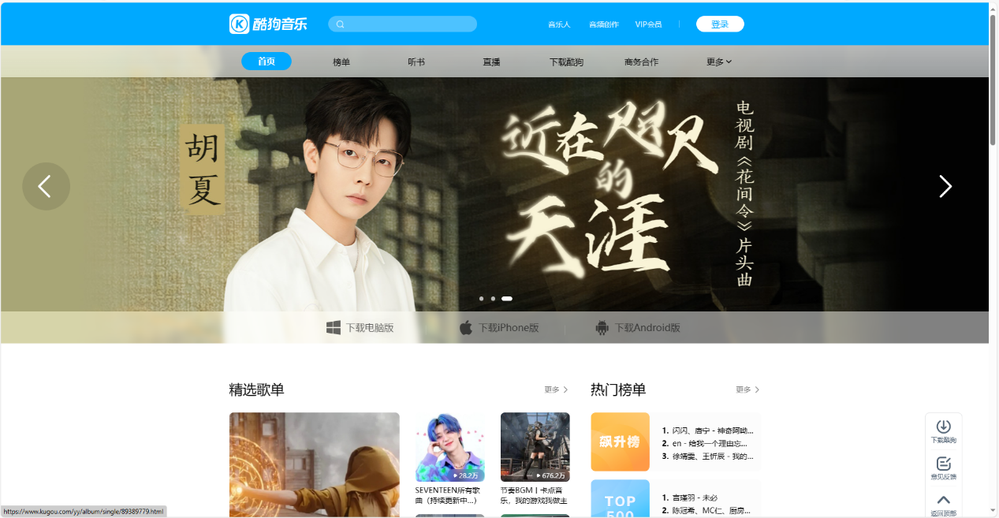 酷狗音乐
音乐人 音频创作 VIP会员 登录
首页 榜单 听书 直播 下载酷狗 商务合作 更多
胡夏
近在咫尺
的
天涯
电视剧《花间令》片头曲
下载电脑版 下载iPhone版 下载Android版
精选歌单 更多
28.2万
SEVENTEEN所有歌
曲（持续更新中...）
676.2万
节奏BGM丨卡点音
乐，我的游戏我做主
热门榜单 更多
飙升榜
1. 闪闪、唐宁 - 神奇阿呦...
2. en - 给我一个理由忘...
3. 徐靖雯、王忻辰 - 我的...
TOP
500
1. 言瑾羽 - 未必
2. 陈冠希、MC仁、厨房...
下载酷狗
意见反馈
返回顶部
https://www.kugou.com/yy/album/single/89389779.html